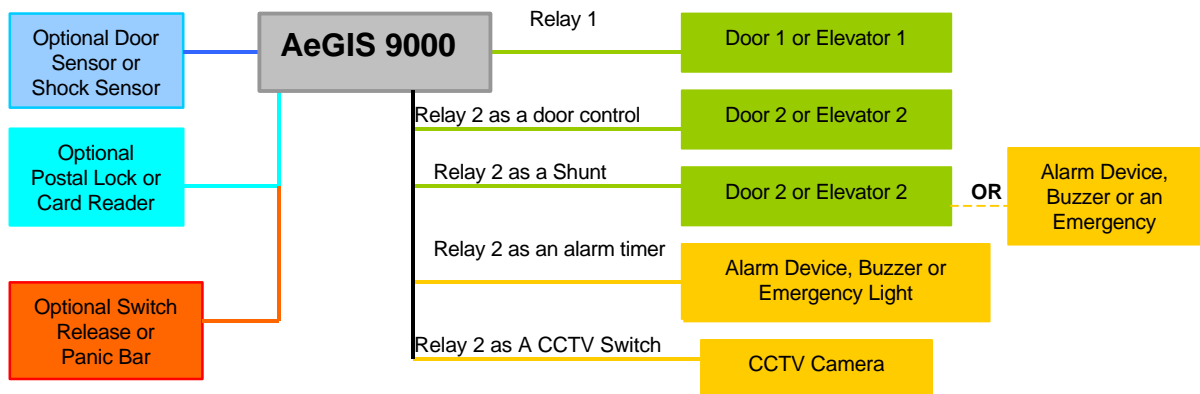 Optional Door
Sensor or
Shock Sensor
AeGIS 9000
Relay 1
Door 1 or Elevator 1
Optional
Postal Lock or
Card Reader
Relay 2 as a door control
Door 2 or Elevator 2
Relay 2 as a Shunt
Door 2 or Elevator 2
OR
Alarm Device,
Buzzer or an
Emergency
Relay 2 as an alarm timer
Alarm Device, Buzzer or
Emergency Light
Optional Switch
Release or
Panic Bar
Relay 2 as A CCTV Switch
CCTV Camera